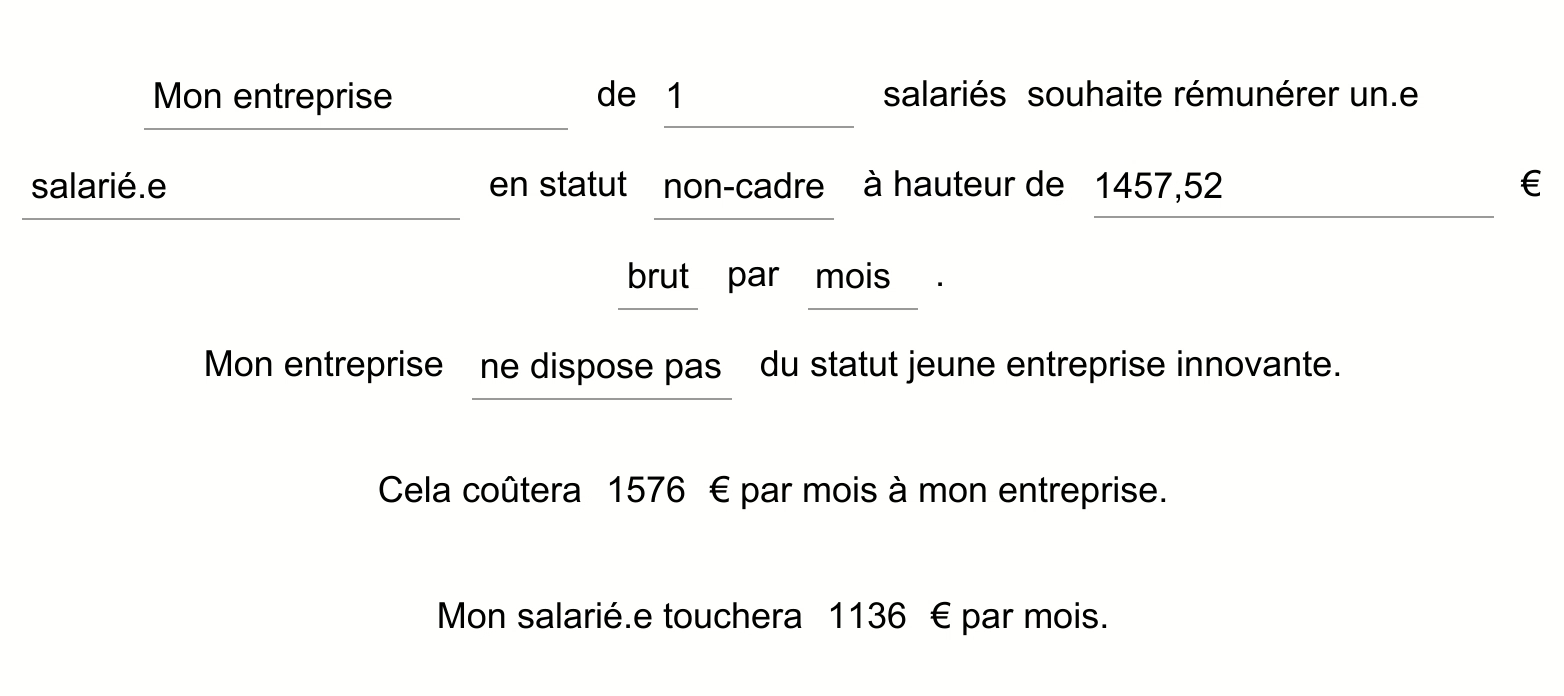 Mon entreprise de 1 salariés souhaite rémunérer un.e
salarié.e en statut non-cadre à hauteur de 1457,52 €
brut par mois .
Mon entreprise ne dispose pas du statut jeune entreprise innovante.
Cela coûtera 1576 € par mois à mon entreprise.
Mon salarié.e touchera 1136 € par mois.